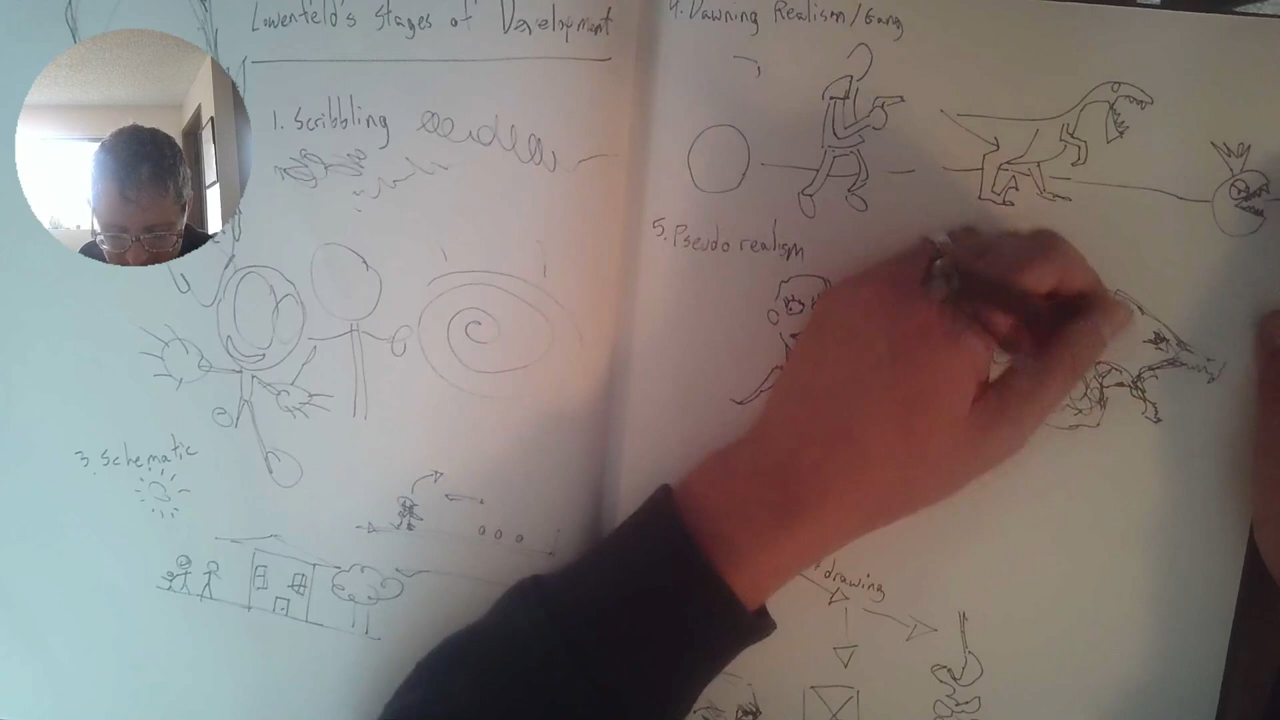 Lowenfeld's Stages of Development
1. Scribbling
3. Schematic
4. Dawning Realism/Gang
5. Pseudo realism
drawing